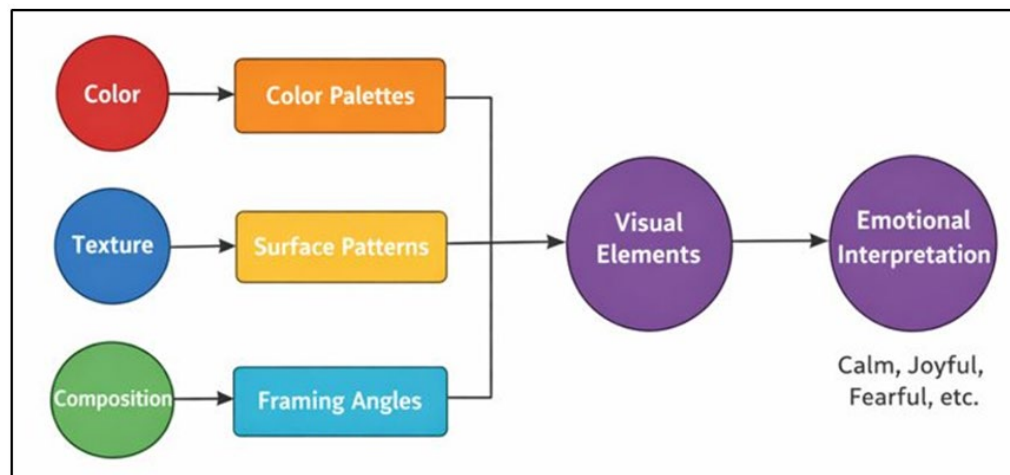 Color
Color Palettes
Texture
Surface Patterns
Composition
Framing Angles
Visual
Elements
Emotional
Interpretation
Calm, Joyful,
Fearful, etc.